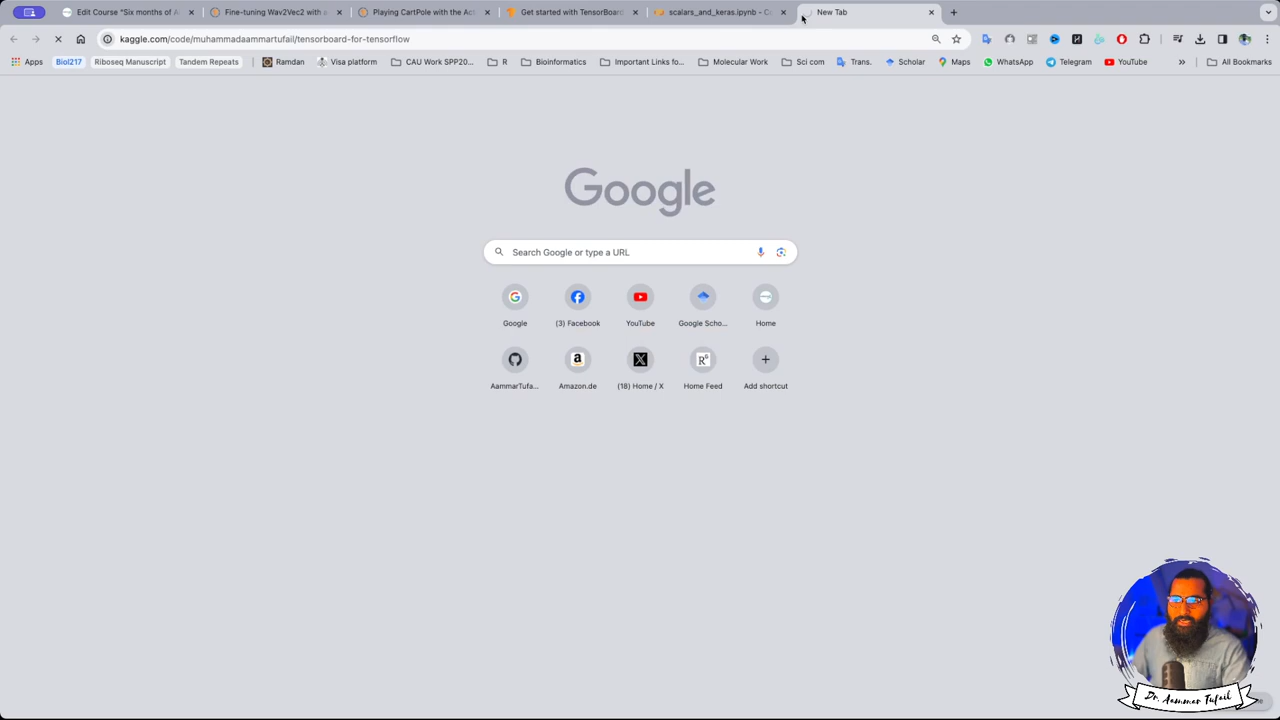 Edit Course "Six months of A
Fine-tuning Wav2Vec2 with a
Playing CartPole with the Ac
Get started with TensorBoard
scalars_and_keras.ipynb - C
New Tab
kaggle.com/code/muhammadaammartufail/tensorboard-for-tensorflow
Apps
Biol217
Riboseq Manuscript
Tandem Repeats
Ramdan
Visa platform
CAU Work SPP20...
R
Bioinformatics
Important Links fo...
Molecular Work
Sci com
Trans.
Scholar
Maps
WhatsApp
Telegram
YouTube
»
All Bookmarks
Google
Search Google or type a URL
Google
(3) Facebook
YouTube
Google Scho...
Home
AammarTufa...
Amazon.de
(18) Home / X
Home Feed
Add shortcut
Dr. Aammar Tufail